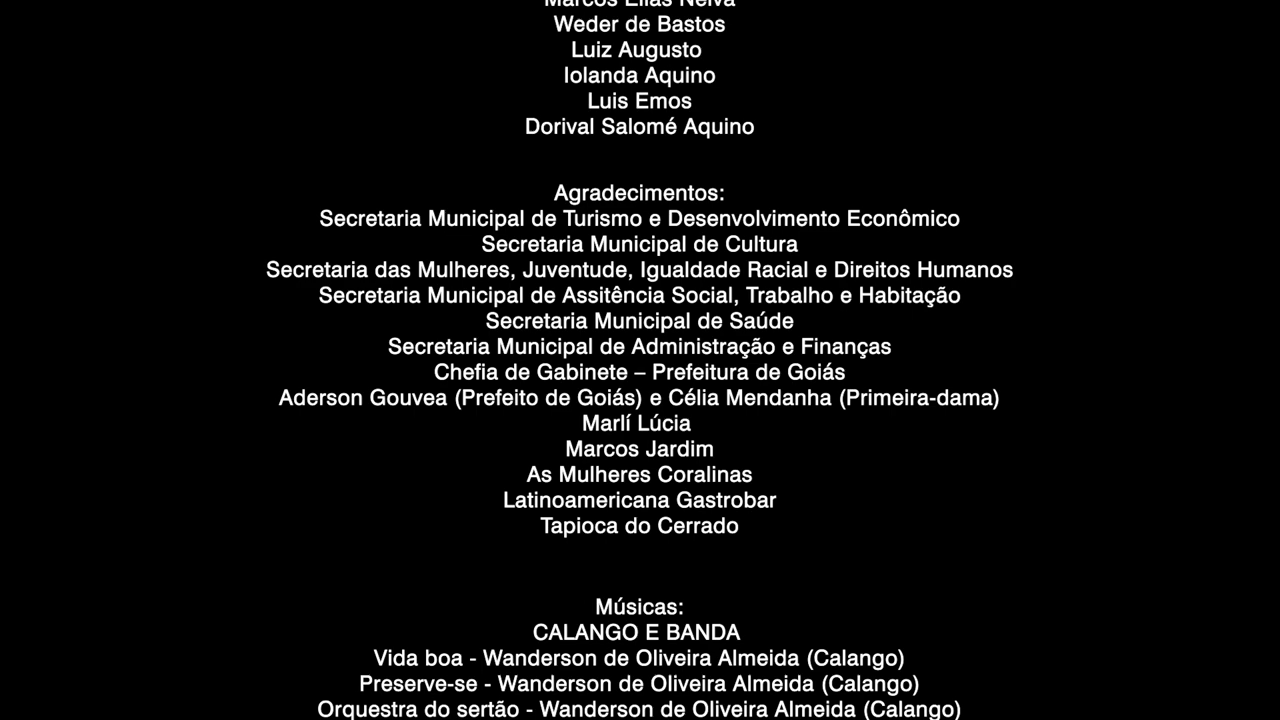 Marcos Elias Neiva
Weder de Bastos
Luiz Augusto
Iolanda Aquino
Luis Emos
Dorival Salomé Aquino
Agradecimentos:
Secretaria Municipal de Turismo e Desenvolvimento Econômico
Secretaria Municipal de Cultura
Secretaria das Mulheres, Juventude, Igualdade Racial e Direitos Humanos
Secretaria Municipal de Assitência Social, Trabalho e Habitação
Secretaria Municipal de Saúde
Secretaria Municipal de Administração e Finanças
Chefia de Gabinete – Prefeitura de Goiás
Aderson Gouvea (Prefeito de Goiás) e Célia Mendanha (Primeira-dama)
Marlí Lúcia
Marcos Jardim
As Mulheres Coralinas
Latinoamericana Gastrobar
Tapioca do Cerrado
Músicas:
CALANGO E BANDA
Vida boa - Wanderson de Oliveira Almeida (Calango)
Preserve-se - Wanderson de Oliveira Almeida (Calango)
Orquestra do sertão - Wanderson de Oliveira Almeida (Calango)